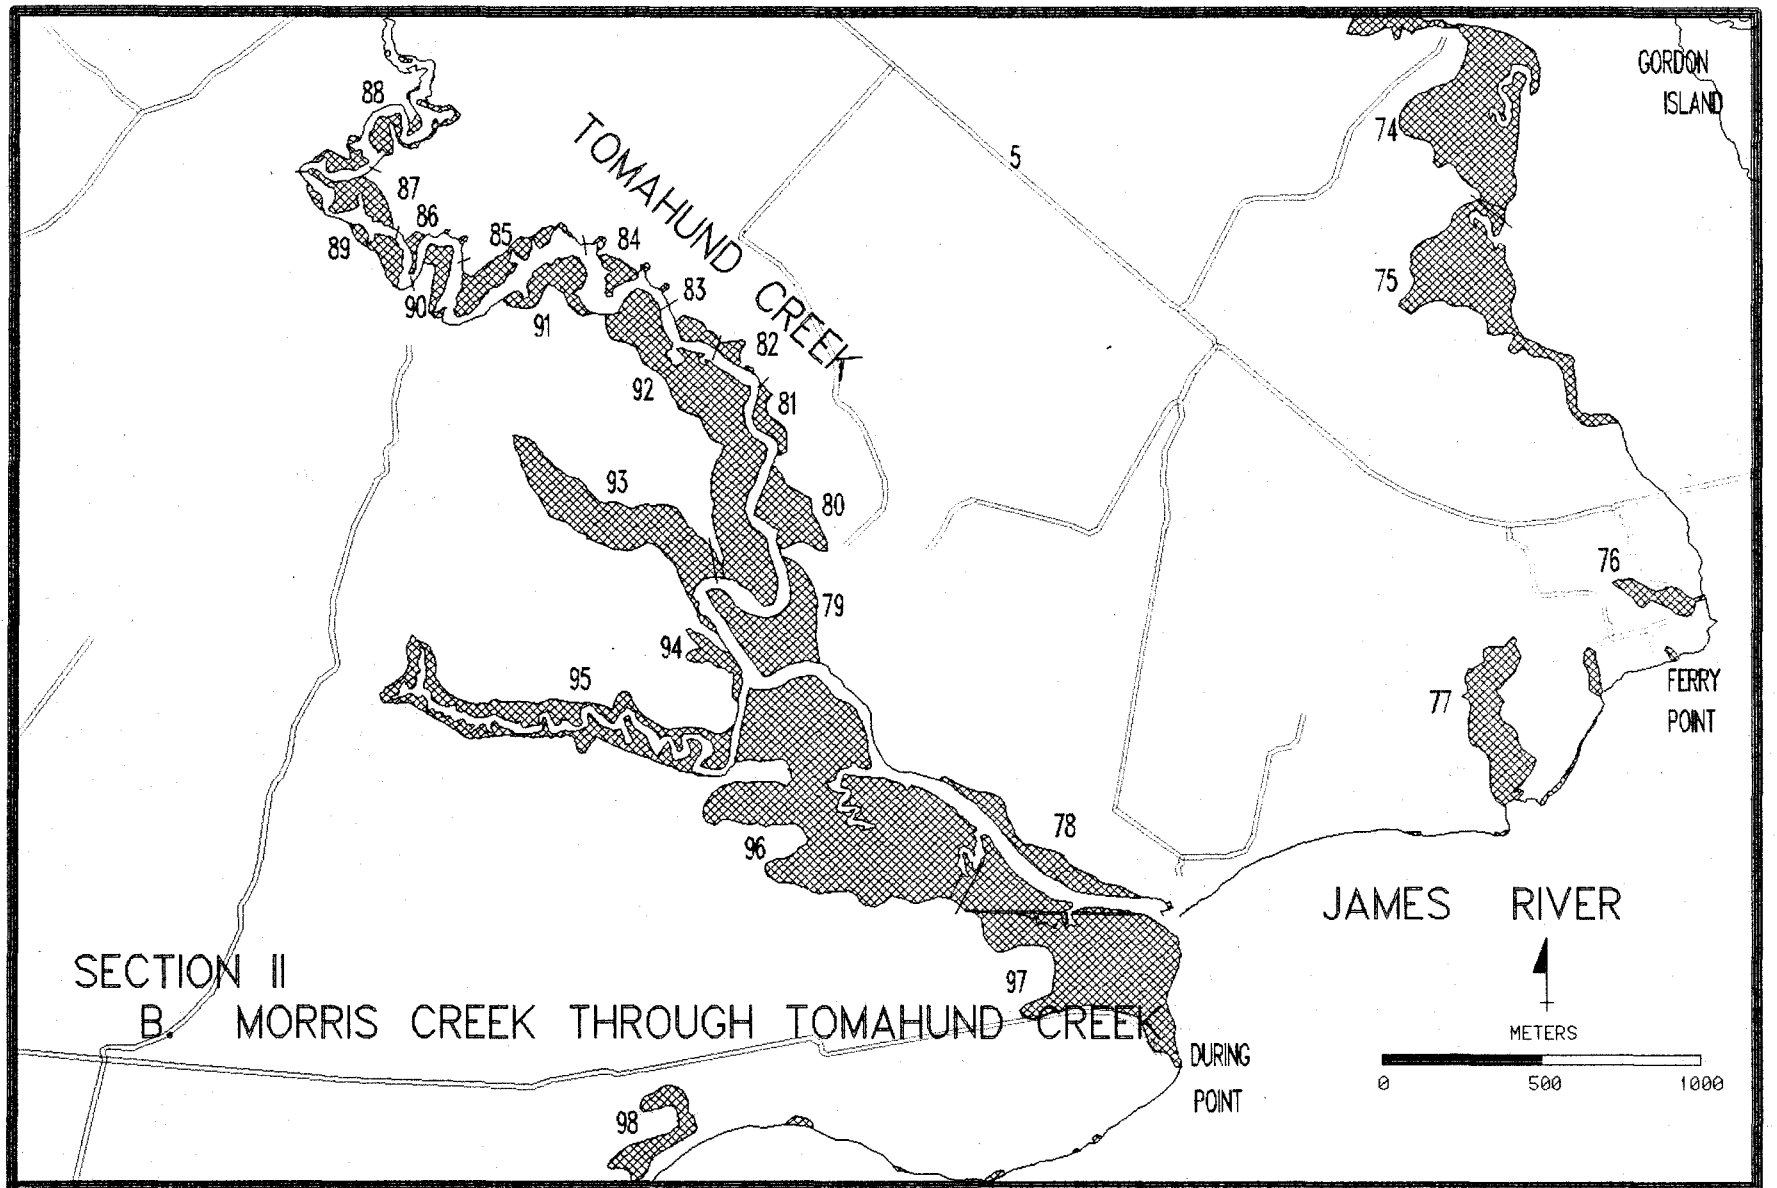 GORDON
ISLAND
88
TOMAHUND CREEK
74
5
87
86
85
84
89
83
75
90
91
82
92
81
93
80
76
79
94
95
77
FERRY
POINT
78
96
JAMES RIVER
SECTION II
97
B. MORRIS CREEK THROUGH TOMAHUND CREEK
METERS
DURING
POINT
0 500 1000
98